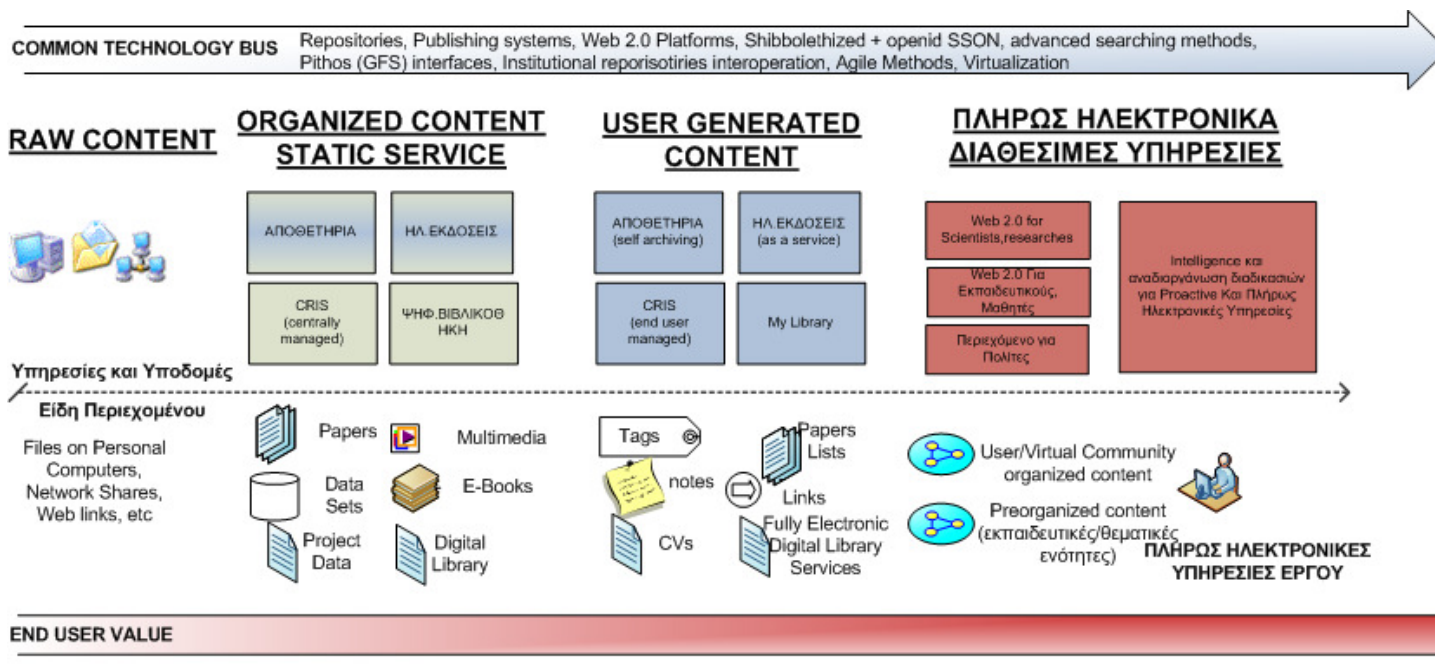 COMMON TECHNOLOGY BUS
Repositories, Publishing systems, Web 2.0 Platforms, Shibbolethized + openid SSON, advanced searching methods,
Pithos (GFS) interfaces, Institutional reporisotiries interoperation, Agile Methods, Virtualization
RAW CONTENT
ORGANIZED CONTENT
STATIC SERVICE
USER GENERATED
CONTENT
ΠΛΗΡΩΣ ΗΛΕΚΤΡΟΝΙΚΑ
ΔΙΑΘΕΣΙΜΕΣ ΥΠΗΡΕΣΙΕΣ
ΑΠΟΘΕΤΗΡΙΑ
ΗΛ.ΕΚΔΟΣΕΙΣ
CRIS
(centrally
managed)
ΨΗΦ.ΒΙΒΛΙΚΟΘ
ΗΚΗ
ΑΠΟΘΕΤΗΡΙΑ
(self archiving)
ΗΛ.ΕΚΔΟΣΕΙΣ
(as a service)
CRIS
(end user
managed)
My Library
Web 2.0 for
Scientists,researches
Web 2.0 Για
Εκπαιδευτικούς,
Μαθητές
Περιεχόμενο για
Πολίτες
Intelligence και
αναδιοργάνωση διαδικασιών
για Proactive Και Πλήρως
Ηλεκτρονικές Υπηρεσίες
Υπηρεσίες και Υποδομές
Είδη Περιεχομένου
Files on Personal
Computers,
Network Shares,
Web links, etc
Papers
Multimedia
Data
Sets
E-Books
Project
Data
Digital
Library
Tags
Papers
Lists
notes
Links
CVs
Fully Electronic
Digital Library
Services
User/Virtual Community
organized content
Preorganized content
(εκπαιδευτικές/θεματικές
ενότητες)
ΠΛΗΡΩΣ ΗΛΕΚΤΡΟΝΙΚΕΣ
ΥΠΗΡΕΣΙΕΣ ΕΡΓΟΥ
END USER VALUE